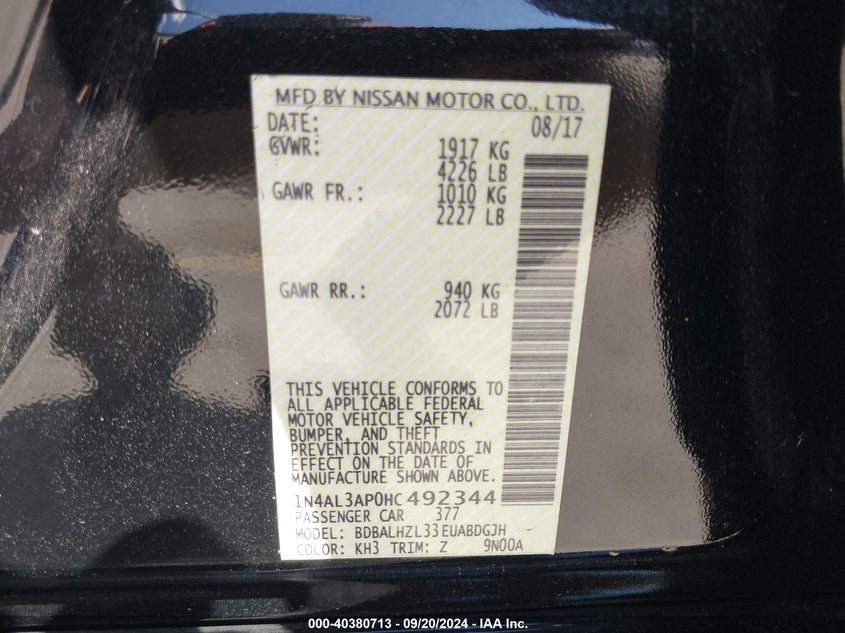 MFD BY NISSAN MOTOR CO., LTD.
DATE: 08/17
GVWR: 1917 KG
4226 LB
GAWR FR.: 1010 KG
2227 LB
GAWR RR.: 940 KG
2072 LB
THIS VEHICLE CONFORMS TO
ALL APPLICABLE FEDERAL
MOTOR VEHICLE SAFETY,
BUMPER, AND THEFT
PREVENTION STANDARDS IN
EFFECT ON THE DATE OF
MANUFACTURE SHOWN ABOVE.
1N4AL3AP0HC492344
PASSENGER CAR 377
MODEL: BDBALHZL33EUABDGJH
COLOR: KH3 TRIM: Z 9N00A
000-40380713 - 09/20/2024 - IAA Inc.